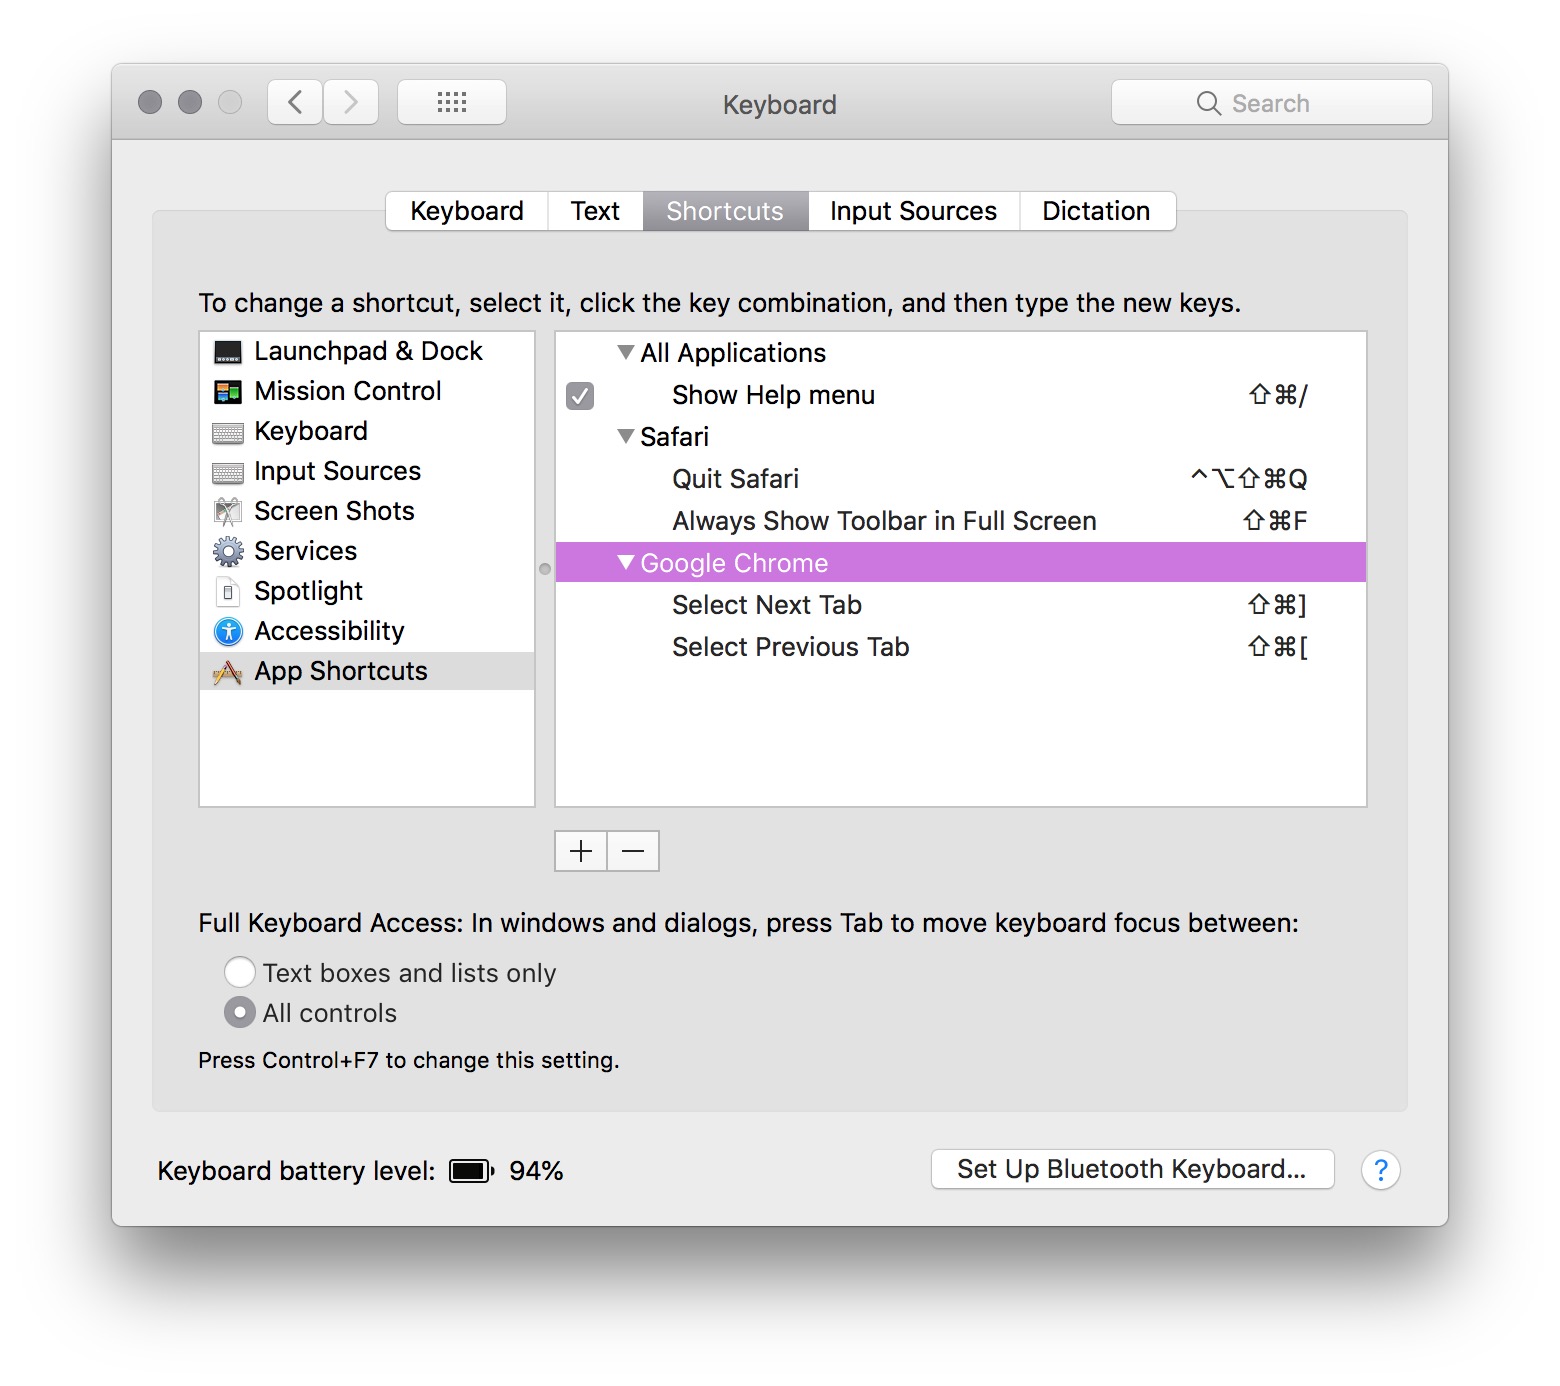 Keyboard
Search
Keyboard Text Shortcuts Input Sources Dictation
To change a shortcut, select it, click the key combination, and then type the new keys.
Launchpad & Dock
Mission Control
Keyboard
Input Sources
Screen Shots
Services
Spotlight
Accessibility
App Shortcuts
All Applications
Show Help menu ⇧⌘/
Safari
Quit Safari ^⌥⇧⌘Q
Always Show Toolbar in Full Screen ⇧⌘F
Google Chrome
Select Next Tab ⇧⌘]
Select Previous Tab ⇧⌘[
Full Keyboard Access: In windows and dialogs, press Tab to move keyboard focus between:
Text boxes and lists only
All controls
Press Control+F7 to change this setting.
Keyboard battery level: 94%
Set Up Bluetooth Keyboard...
?